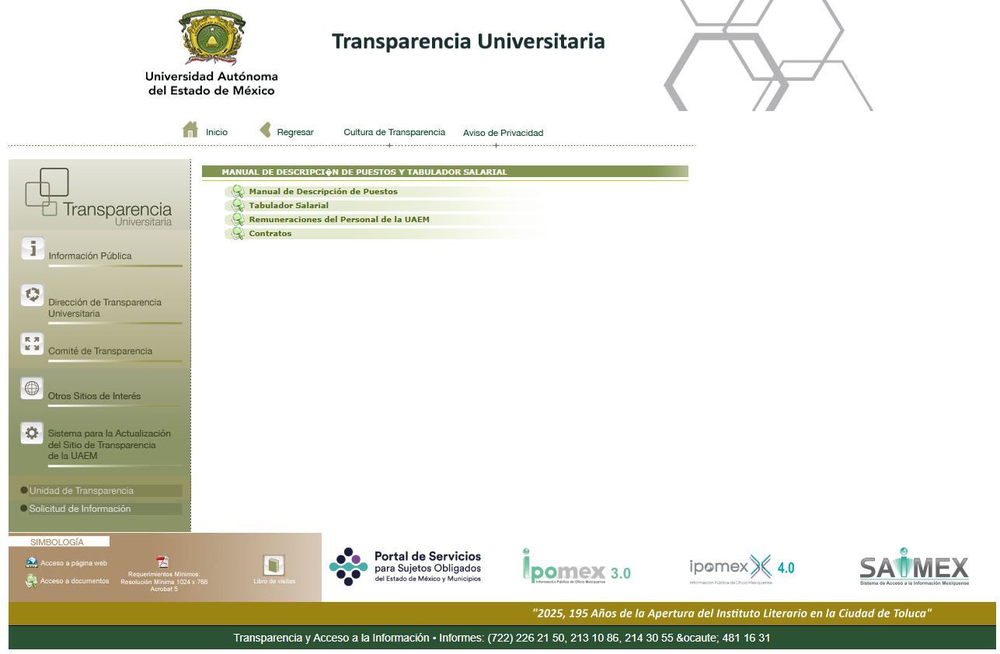 Universidad Autónoma
del Estado de México
Transparencia Universitaria
Inicio
Regresar
Cultura de Transparencia
Aviso de Privacidad
Transparencia
Universitaria
Información Pública
Dirección de Transparencia
Universitaria
Comité de Transparencia
Otros Sitios de Interés
Sistema para la Actualización
del Sitio de Transparencia
de la UAEM
Unidad de Transparencia
Solicitud de Información
MANUAL DE DESCRIPCI�N DE PUESTOS Y TABULADOR SALARIAL
Manual de Descripción de Puestos
Tabulador Salarial
Remuneraciones del Personal de la UAEM
Contratos
SIMBOLOGÍA
Acceso a página web
Acceso a documentos
Requerimientos Mínimos:
Resolución Mínima 1024 x 768
Acrobat 5
Libro de visitas
Portal de Servicios
para Sujetos Obligados
del Estado de México y Municipios
ipomex 3.0
Información Pública de Oficio Mexiquense
ipomex 4.0
Información Pública de Oficio Mexiquense
SAIMEX
Sistema de Acceso a la Información Mexiquense
"2025, 195 Años de la Apertura del Instituto Literario en la Ciudad de Toluca"
Transparencia y Acceso a la Información • Informes: (722) 226 21 50, 213 10 86, 214 30 55 &ocaute; 481 16 31